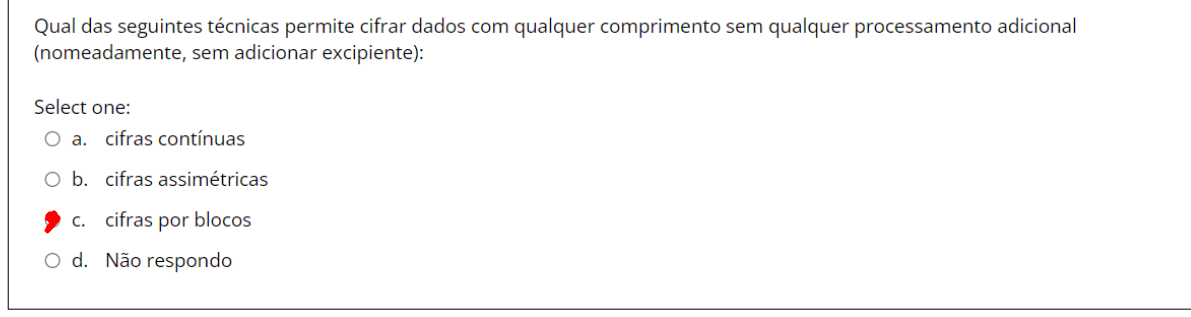 Qual das seguintes técnicas permite cifrar dados com qualquer comprimento sem qualquer processamento adicional
(nomeadamente, sem adicionar excipiente):
Select one:
a. cifras contínuas
b. cifras assimétricas
c. cifras por blocos
d. Não respondo